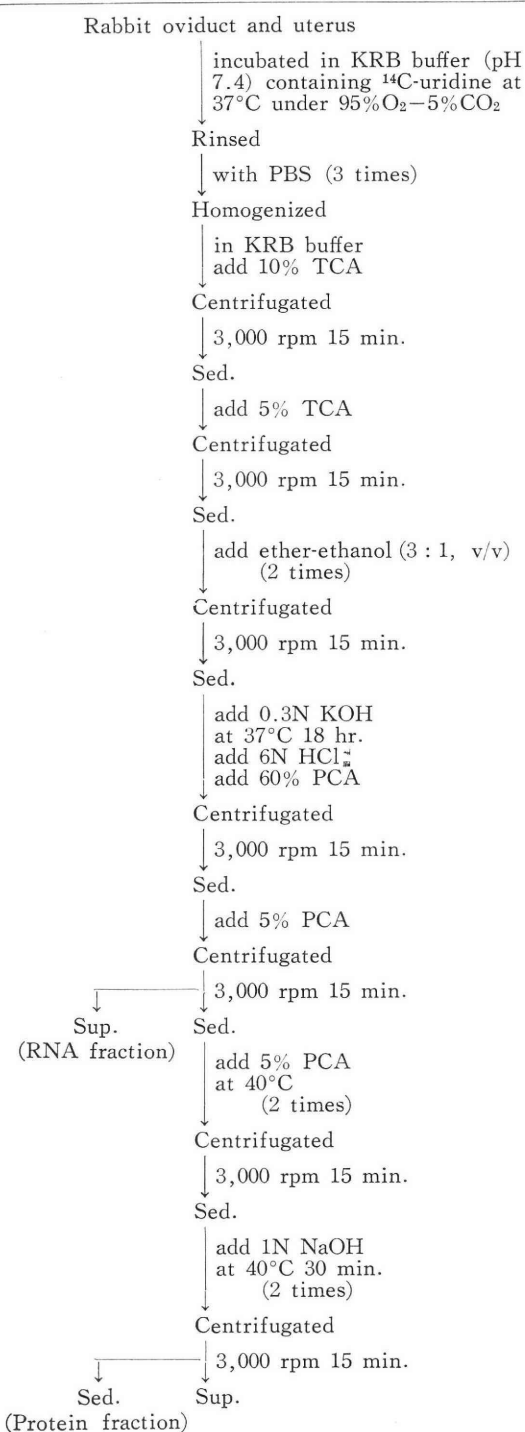 Rabbit oviduct and uterus
incubated in KRB buffer (pH
7.4) containing ¹⁴C-uridine at
37°C under 95%O₂−5%CO₂
Rinsed
with PBS (3 times)
Homogenized
in KRB buffer
add 10% TCA
Centrifugated
3,000 rpm 15 min.
Sed.
add 5% TCA
Centrifugated
3,000 rpm 15 min.
Sed.
add ether-ethanol (3 : 1, v/v)
(2 times)
Centrifugated
3,000 rpm 15 min.
Sed.
add 0.3N KOH
at 37°C 18 hr.
add 6N HCl
add 60% PCA
Centrifugated
3,000 rpm 15 min.
Sed.
add 5% PCA
Centrifugated
3,000 rpm 15 min.
Sup. Sed.
(RNA fraction)
add 5% PCA
at 40°C
(2 times)
Centrifugated
3,000 rpm 15 min.
Sed.
add 1N NaOH
at 40°C 30 min.
(2 times)
Centrifugated
3,000 rpm 15 min.
Sed. Sup.
(Protein fraction)